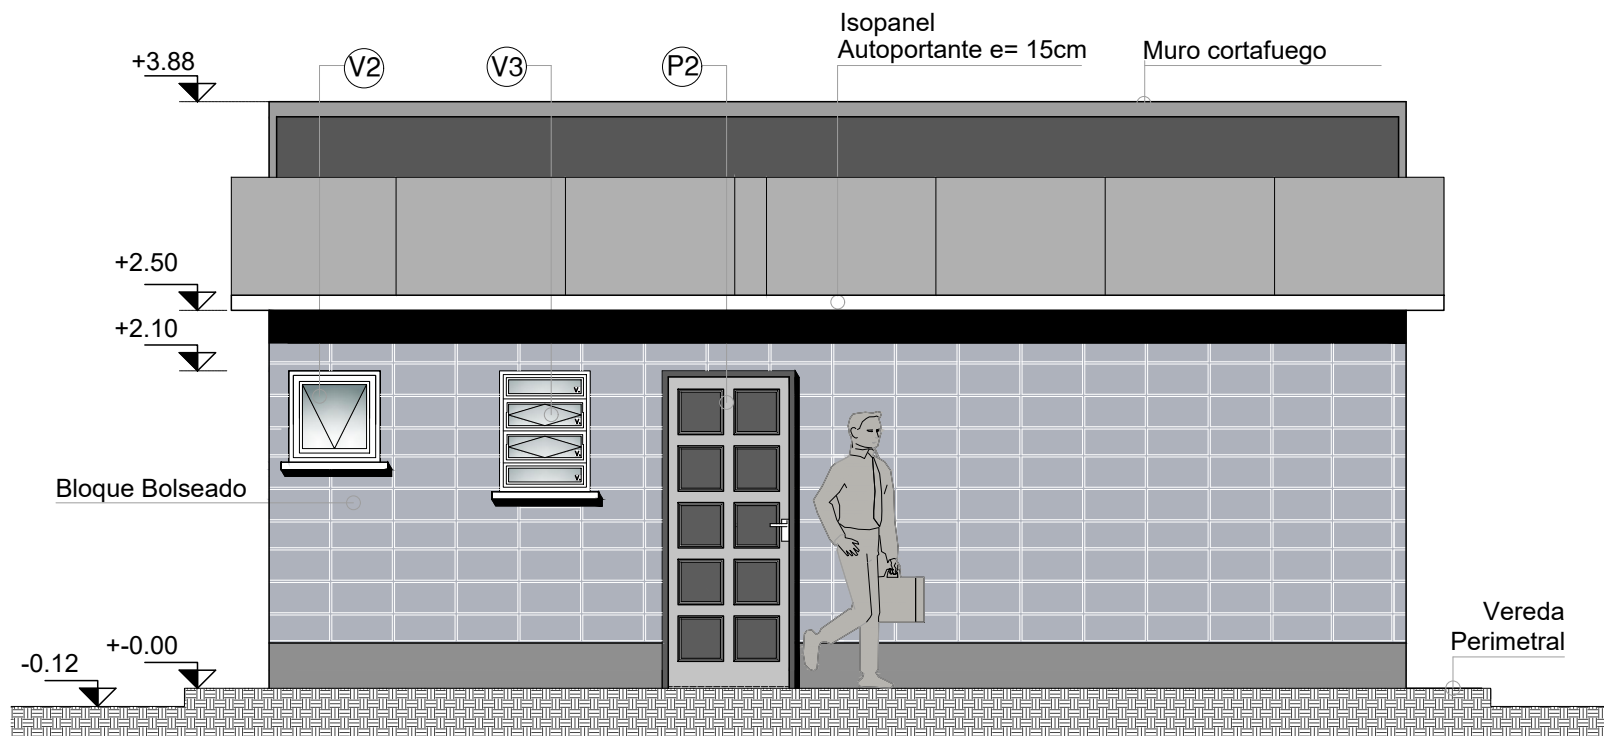 Isopanel
Autoportante e= 15cm
Muro cortafuego
+3.88
V2
V3
P2
+2.50
+2.10
Bloque Bolseado
Vereda
Perimetral
+-0.00
-0.12